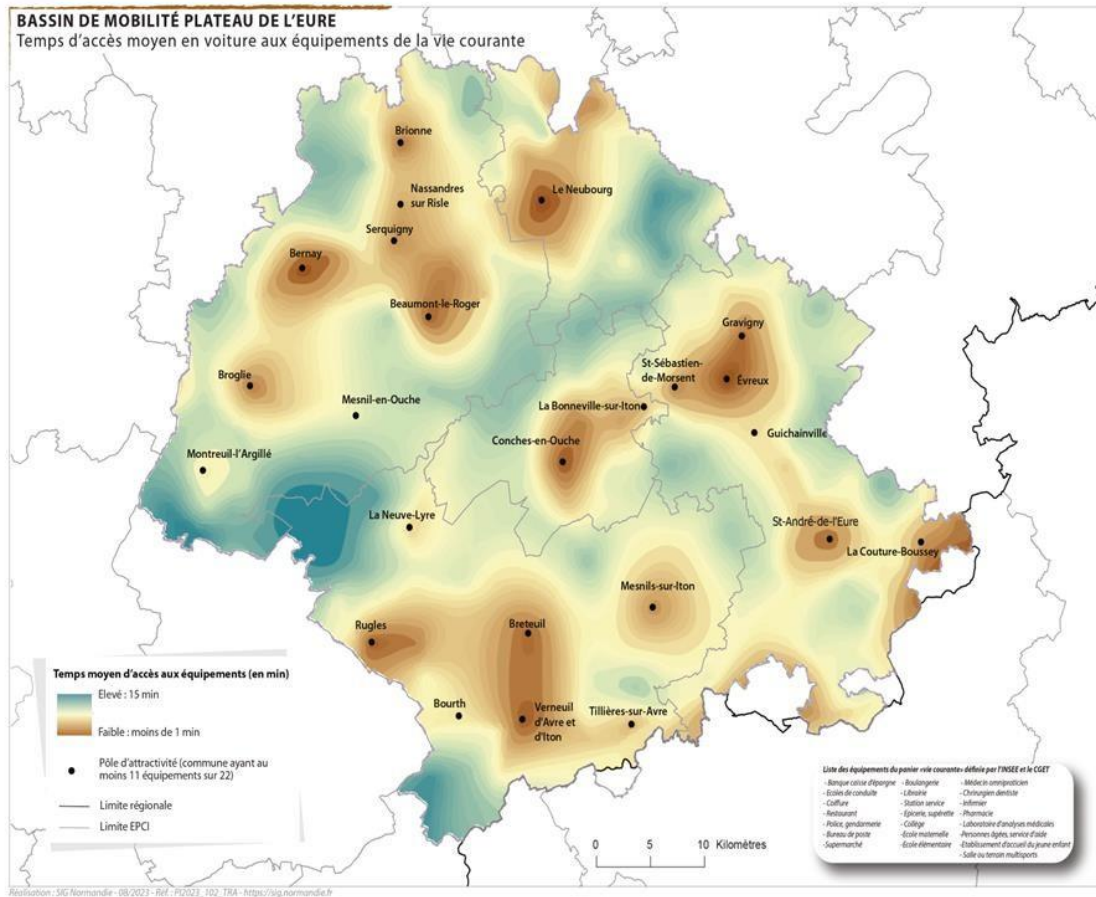 BASSIN DE MOBILITÉ PLATEAU DE L'EURE
Temps d'accès moyen en voiture aux équipements de la vie courante
Brionne
Nassandres
sur Risle
Le Neubourg
Serquigny
Bernay
Beaumont-le-Roger
Gravigny
St-Sébastien-
de-Morsent
Évreux
Broglie
Mesnil-en-Ouche
La Bonneville-sur-Iton
Guichainville
Conches-en-Ouche
Montreuil-l'Argillé
La Neuve-Lyre
St-André-de-l'Eure
La Couture-Boussey
Mesnils-sur-Iton
Rugles
Breteuil
Bourth
Verneuil
d'Avre et
d'Iton
Tillières-sur-Avre
Temps moyen d'accès aux équipements (en min)
Elevé : 15 min
Faible : moins de 1 min
Pôle d'attractivité (commune ayant au
moins 11 équipements sur 22)
Limite régionale
Limite EPCI
0 5 10 Kilomètres
Liste des équipements du panier «vie courante» définie par l'INSEE et le CGET
- Banque caisse d'épargne
- Ecoles de conduite
- Coiffure
- Restaurant
- Police, gendarmerie
- Bureau de poste
- Supermarché
- Boulangerie
- Librairie
- Station service
- Epicerie, supérette
- Collège
- Ecole maternelle
- Ecole élémentaire
- Médecin omnipraticien
- Chrirurgien dentiste
- Infirmier
- Pharmacie
- Laboratoire d'analyses médicales
- Personnes âgées, service d'aide
- Etablissement d'accueil du jeune enfant
- Salle ou terrain multisports
Réalisation : SIG Normandie - 08/2023 - Réf. : PI2023_102_TRA - https://sig.normandie.fr